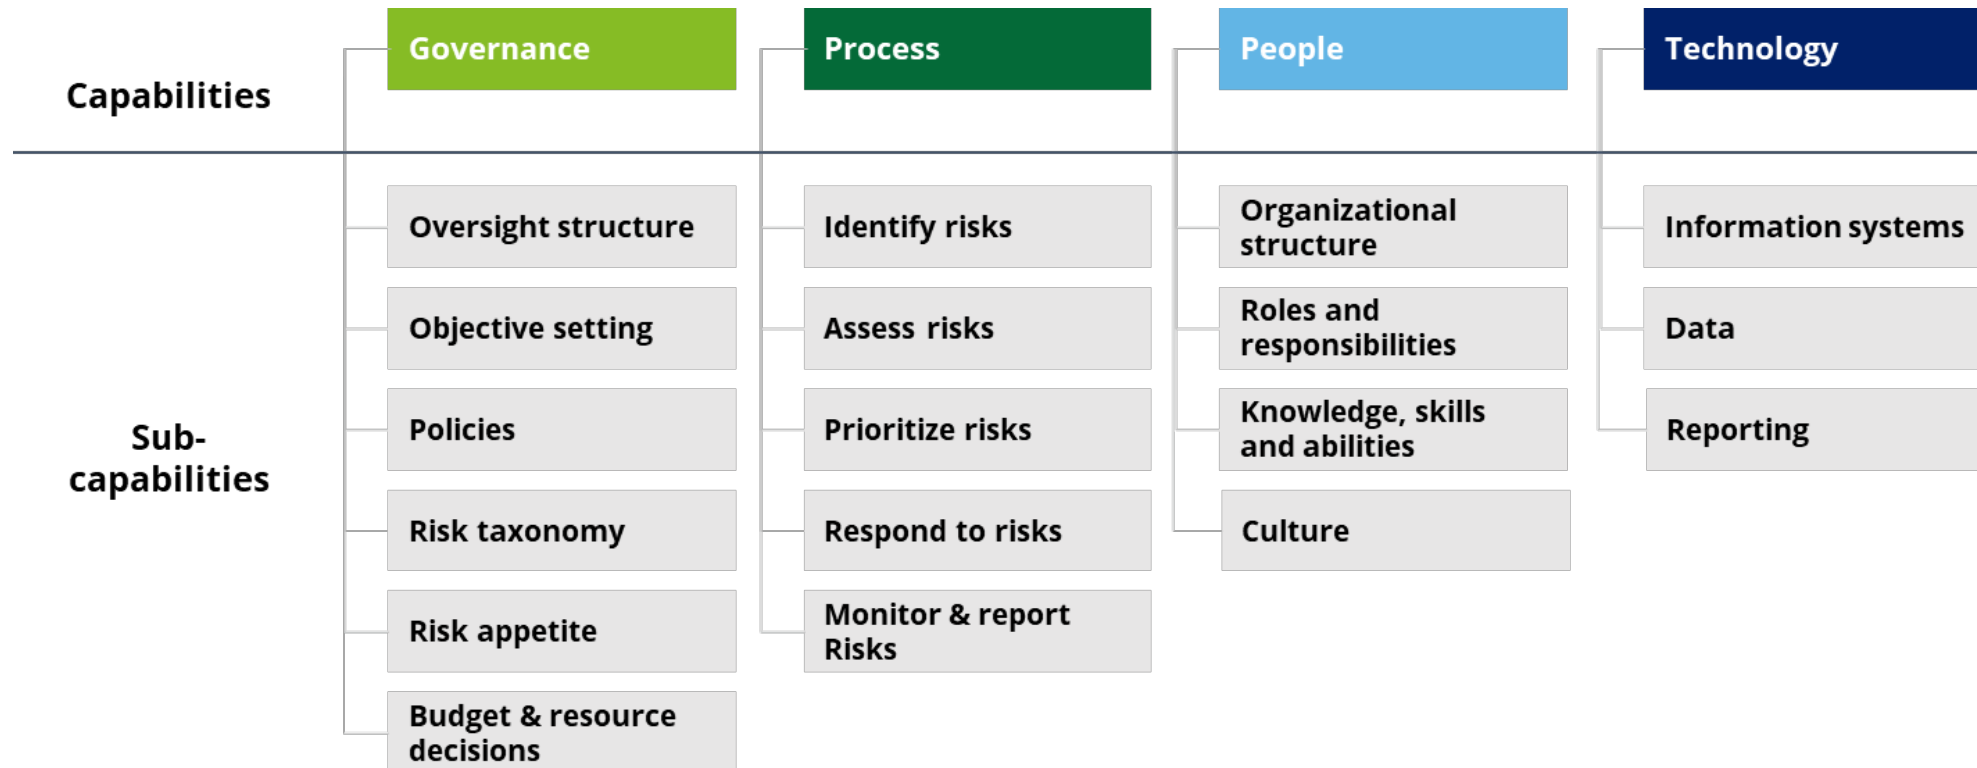 Capabilities
Governance
Process
People
Technology
Sub-
capabilities
Oversight structure
Objective setting
Policies
Risk taxonomy
Risk appetite
Budget & resource
decisions
Identify risks
Assess risks
Prioritize risks
Respond to risks
Monitor & report
Risks
Organizational
structure
Roles and
responsibilities
Knowledge, skills
and abilities
Culture
Information systems
Data
Reporting